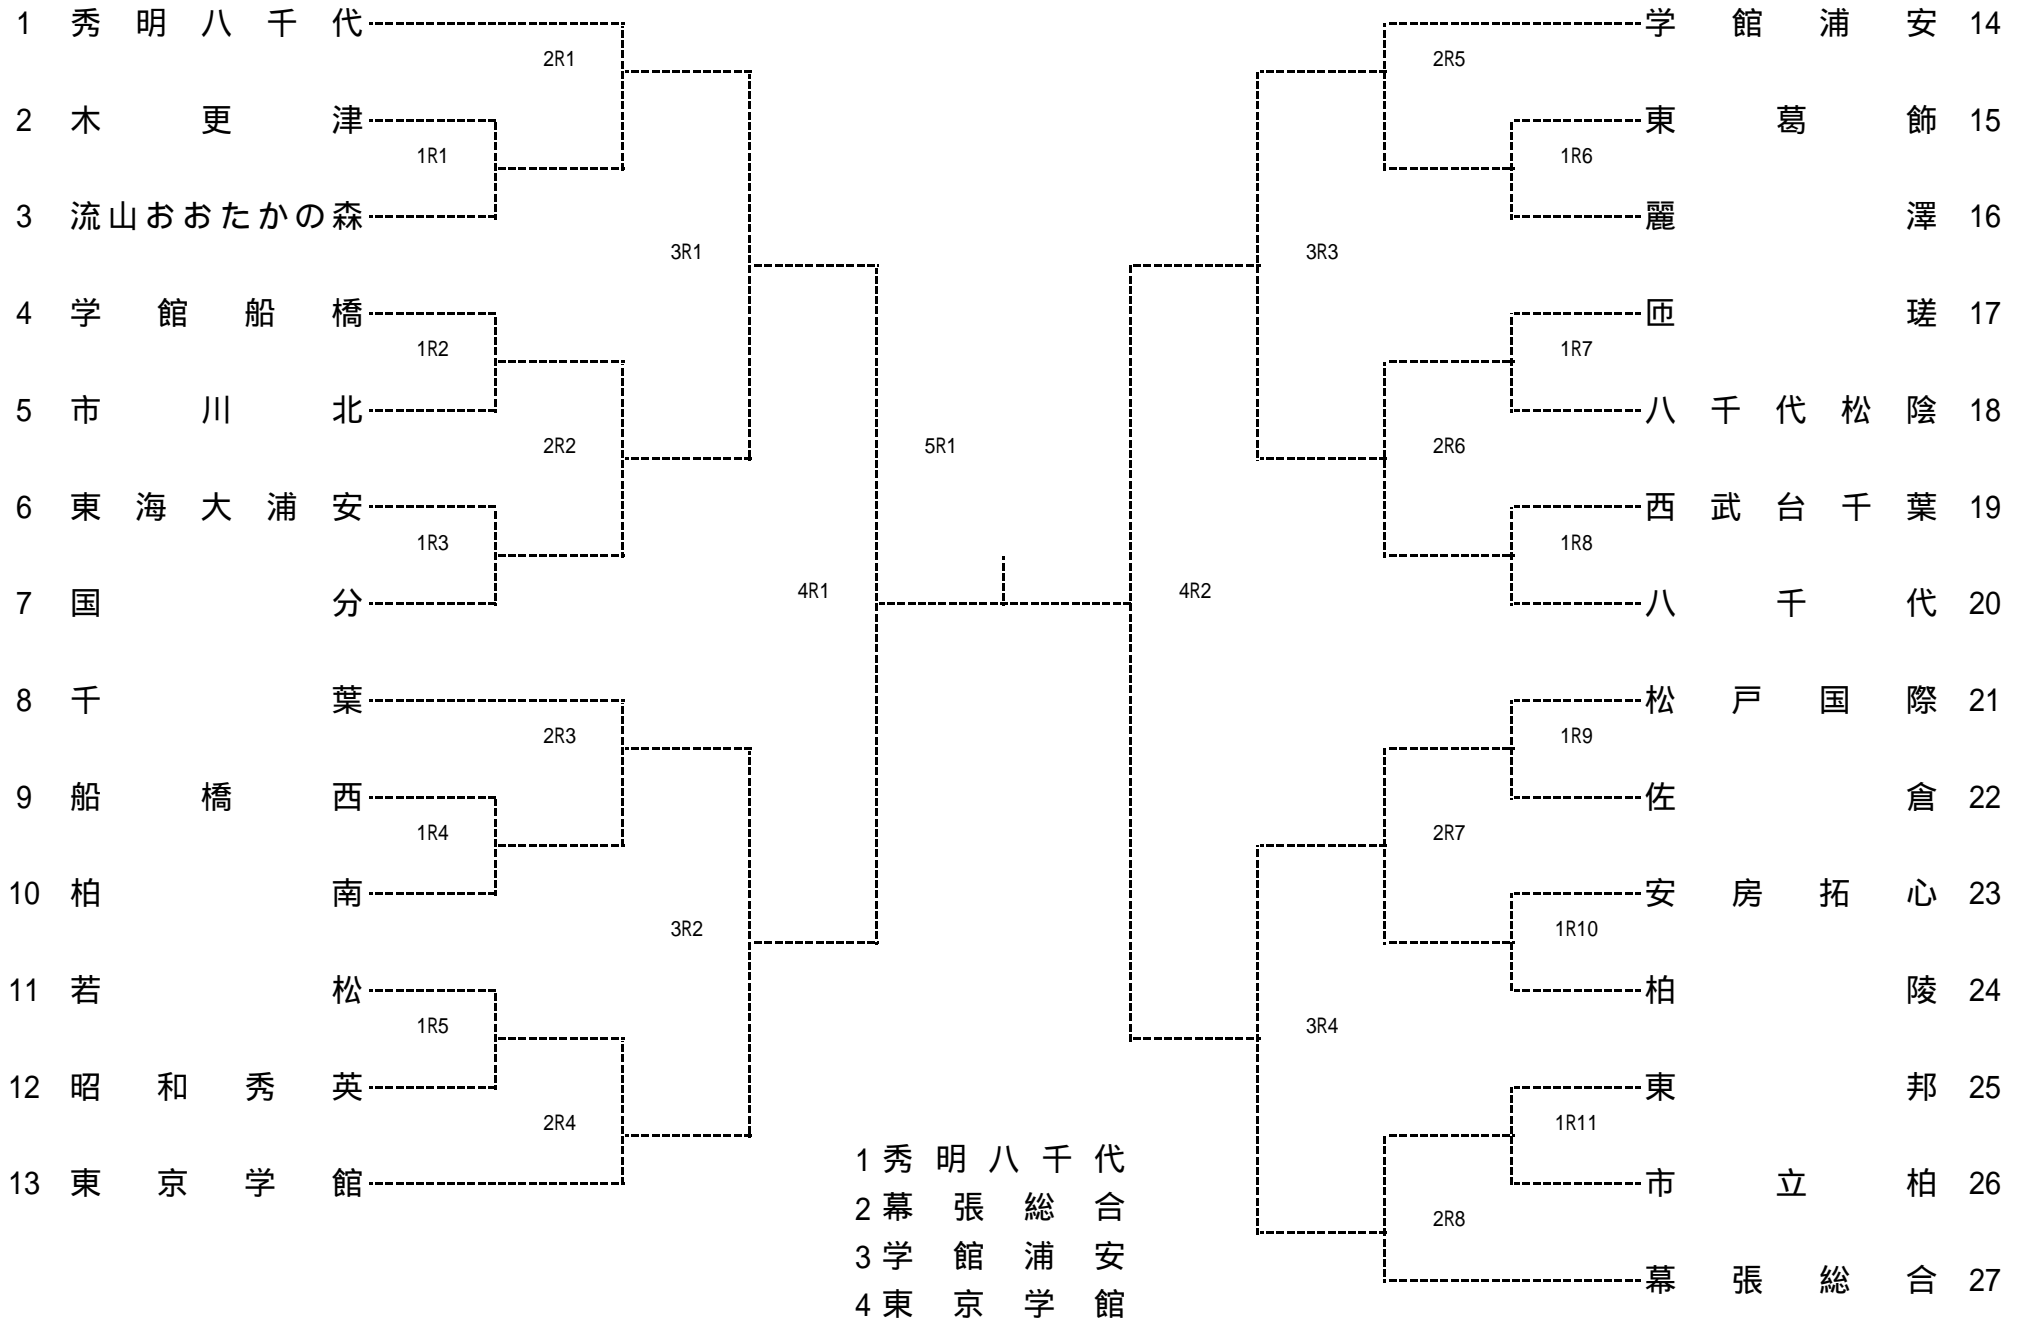 1 秀明八千代
2R1
2 木更津
1R1
3 流山おおたかの森
3R1
4 学館船橋
1R2
5 市川北
2R2
6 東海大浦安
1R3
7 国分
4R1
8 千葉
2R3
9 船橋西
1R4
10 柏南
3R2
11 若松
1R5
12 昭和秀英
2R4
13 東京学館
5R1
学館浦安 14
2R5
東葛飾 15
1R6
麗澤 16
3R3
匝瑳 17
1R7
八千代松陰 18
2R6
西武台千葉 19
1R8
八千代 20
4R2
松戸国際 21
1R9
佐倉 22
2R7
安房拓心 23
1R10
柏陵 24
3R4
東邦 25
1R11
市立柏 26
2R8
幕張総合 27
1 秀明八千代
2 幕張総合
3 学館浦安
4 東京学館